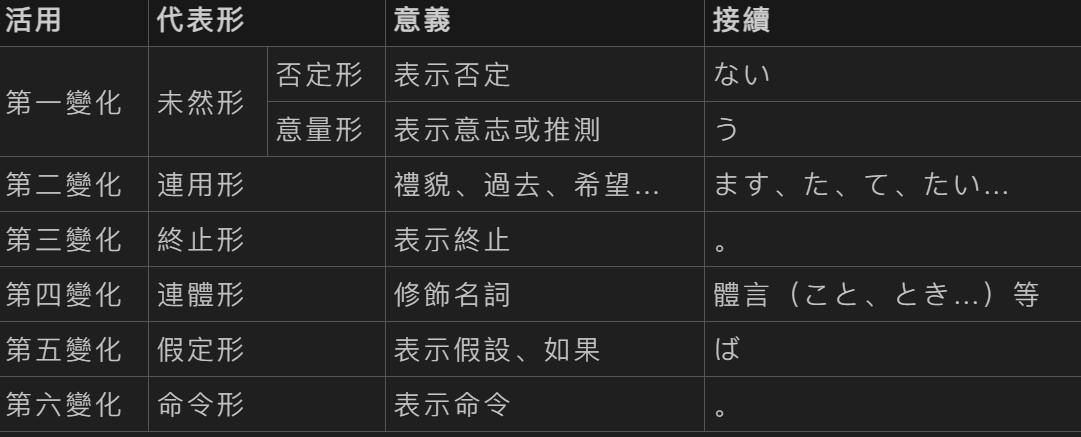 活用 代表形 意義 接續
第一變化 未然形 否定形 表示否定 ない
意量形 表示意志或推測 う
第二變化 連用形 禮貌、過去、希望… ます、た、て、たい…
第三變化 終止形 表示終止 。
第四變化 連體形 修飾名詞 體言（こと、とき…）等
第五變化 假定形 表示假設、如果 ば
第六變化 命令形 表示命令 。